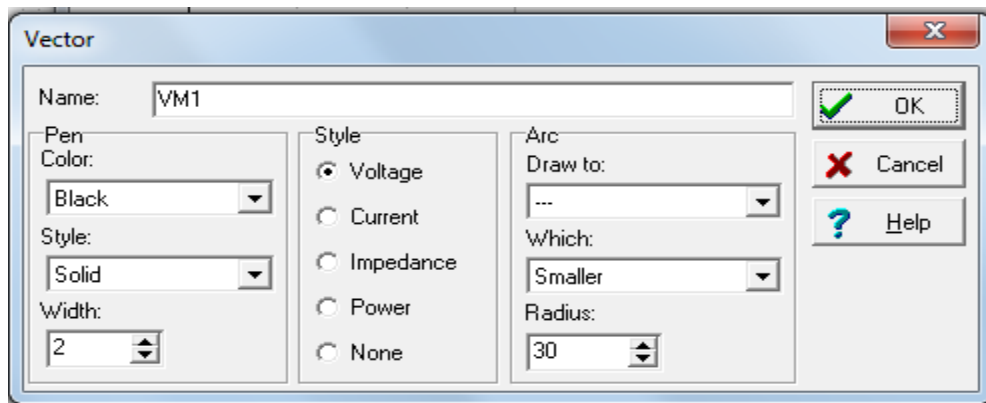 Vector
Name: VM1
OK
Cancel
Help
Pen
Color:
Black
Style:
Solid
Width:
2
Style
Voltage
Current
Impedance
Power
None
Arc
Draw to:
---
Which:
Smaller
Radius:
30